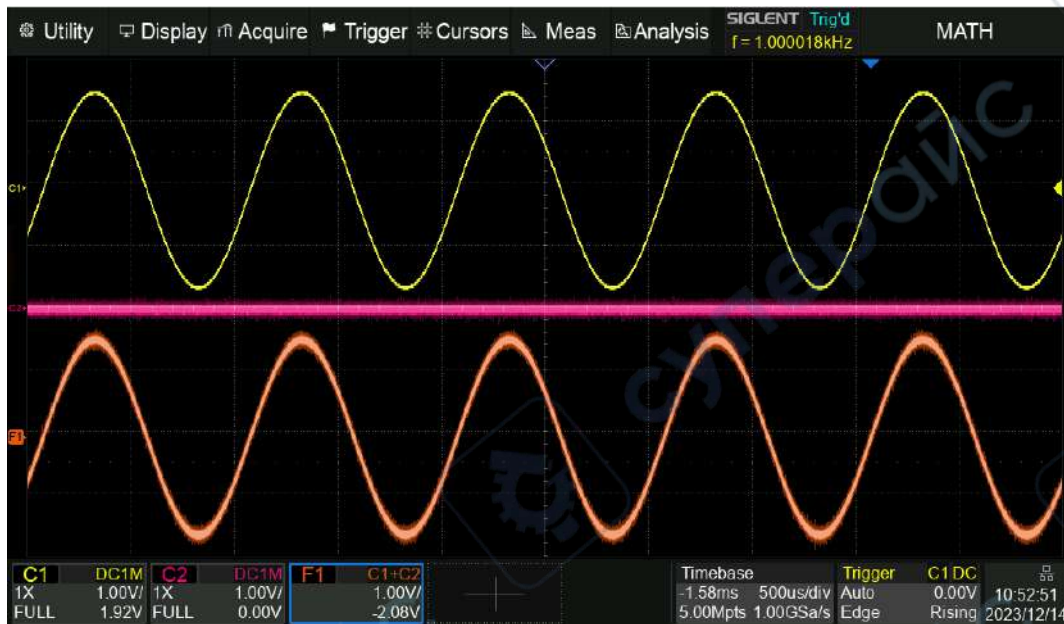 Utility Display Acquire Trigger Cursors Meas Analysis SIGLENT Trig'd MATH
f = 1.000018kHz
C1
C2
F1
C1 DC1M C2 DC1M F1 C1+C2 Timebase Trigger C1 DC
1X 1.00V/ 1X 1.00V/ 1.00V/ -1.58ms 500us/div Auto 0.00V 10:52:51
FULL 1.92V FULL 0.00V -2.08V 5.00Mpts 1.00GSa/s Edge Rising 2023/12/14
суперайс